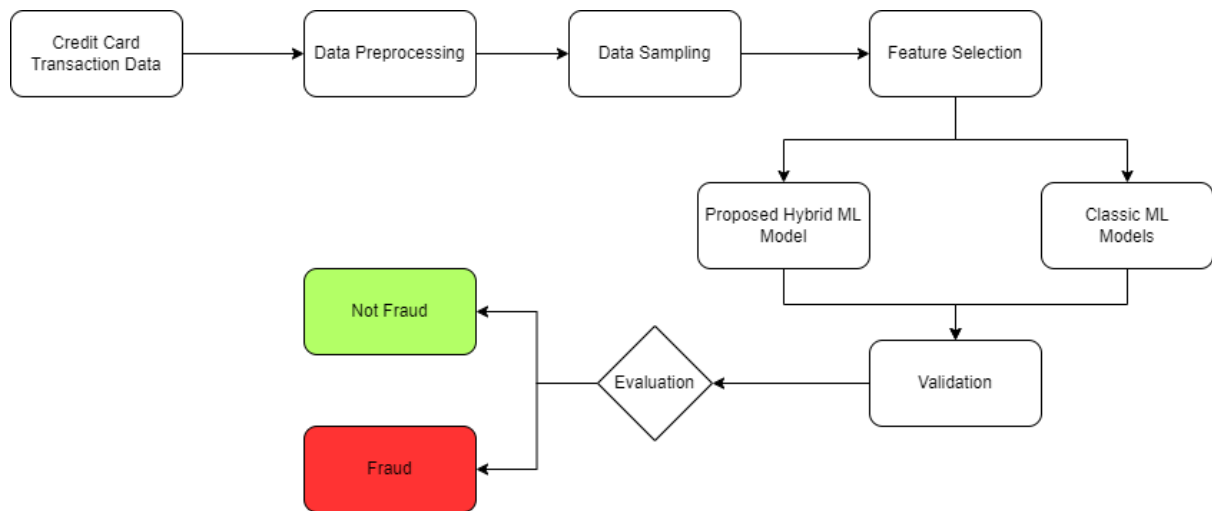 Credit Card
Transaction Data
Data Preprocessing
Data Sampling
Feature Selection
Proposed Hybrid ML
Model
Classic ML
Models
Not Fraud
Evaluation
Validation
Fraud